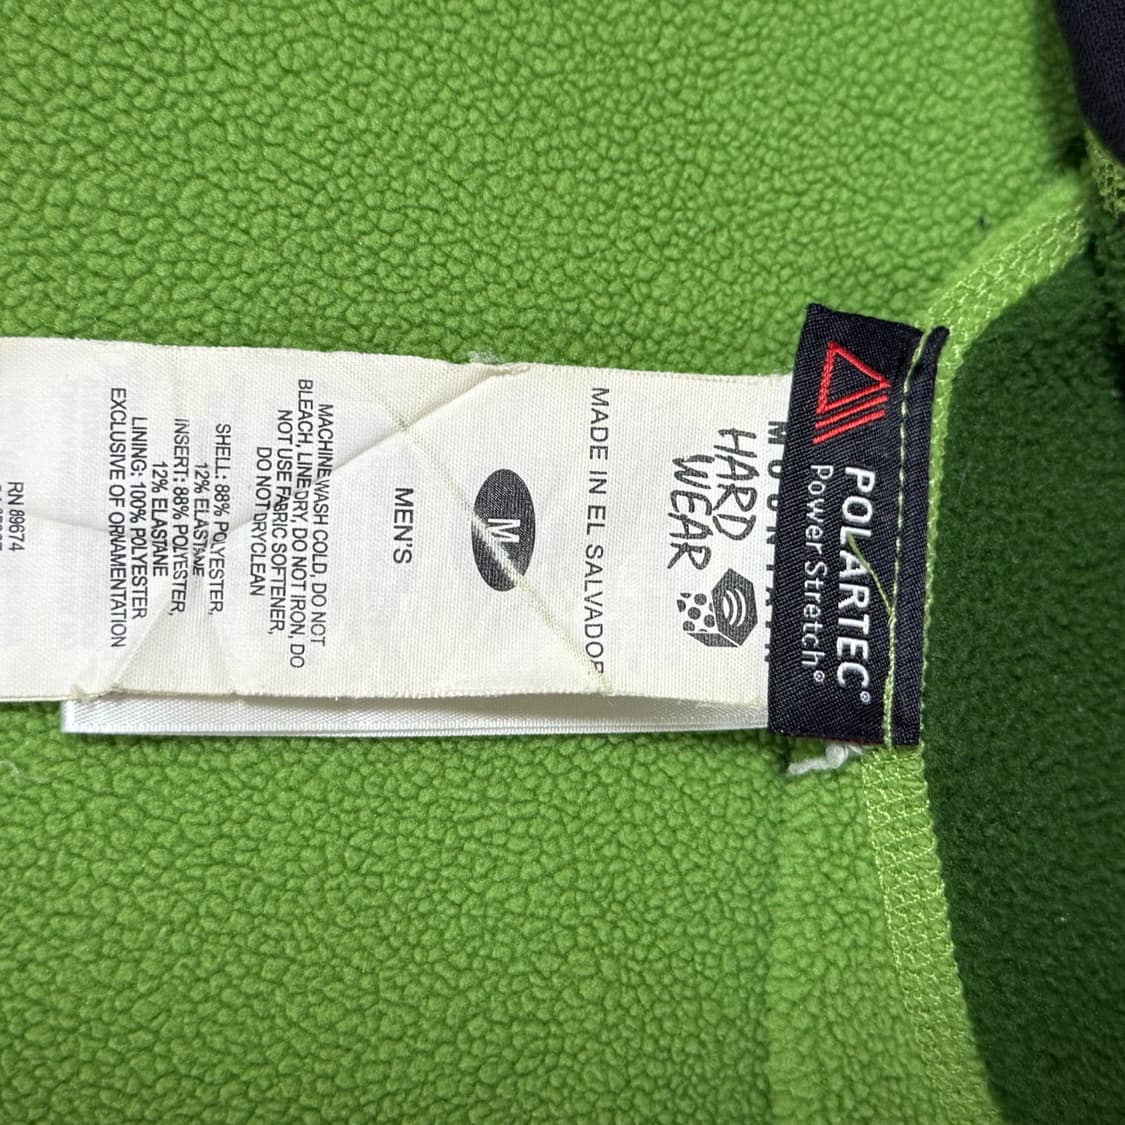 POLARTEC®
Power Stretch®
HARD
WEAR
MADE IN EL SALVADOR
M
MEN'S
MACHINE WASH COLD, DO NOT
BLEACH, LINE DRY, DO NOT IRON, DO
NOT USE FABRIC SOFTENER,
DO NOT DRYCLEAN
SHELL: 88% POLYESTER,
12% ELASTANE
INSERT: 88% POLYESTER,
12% ELASTANE
LINING: 100% POLYESTER
EXCLUSIVE OF ORNAMENTATION
RN 89674